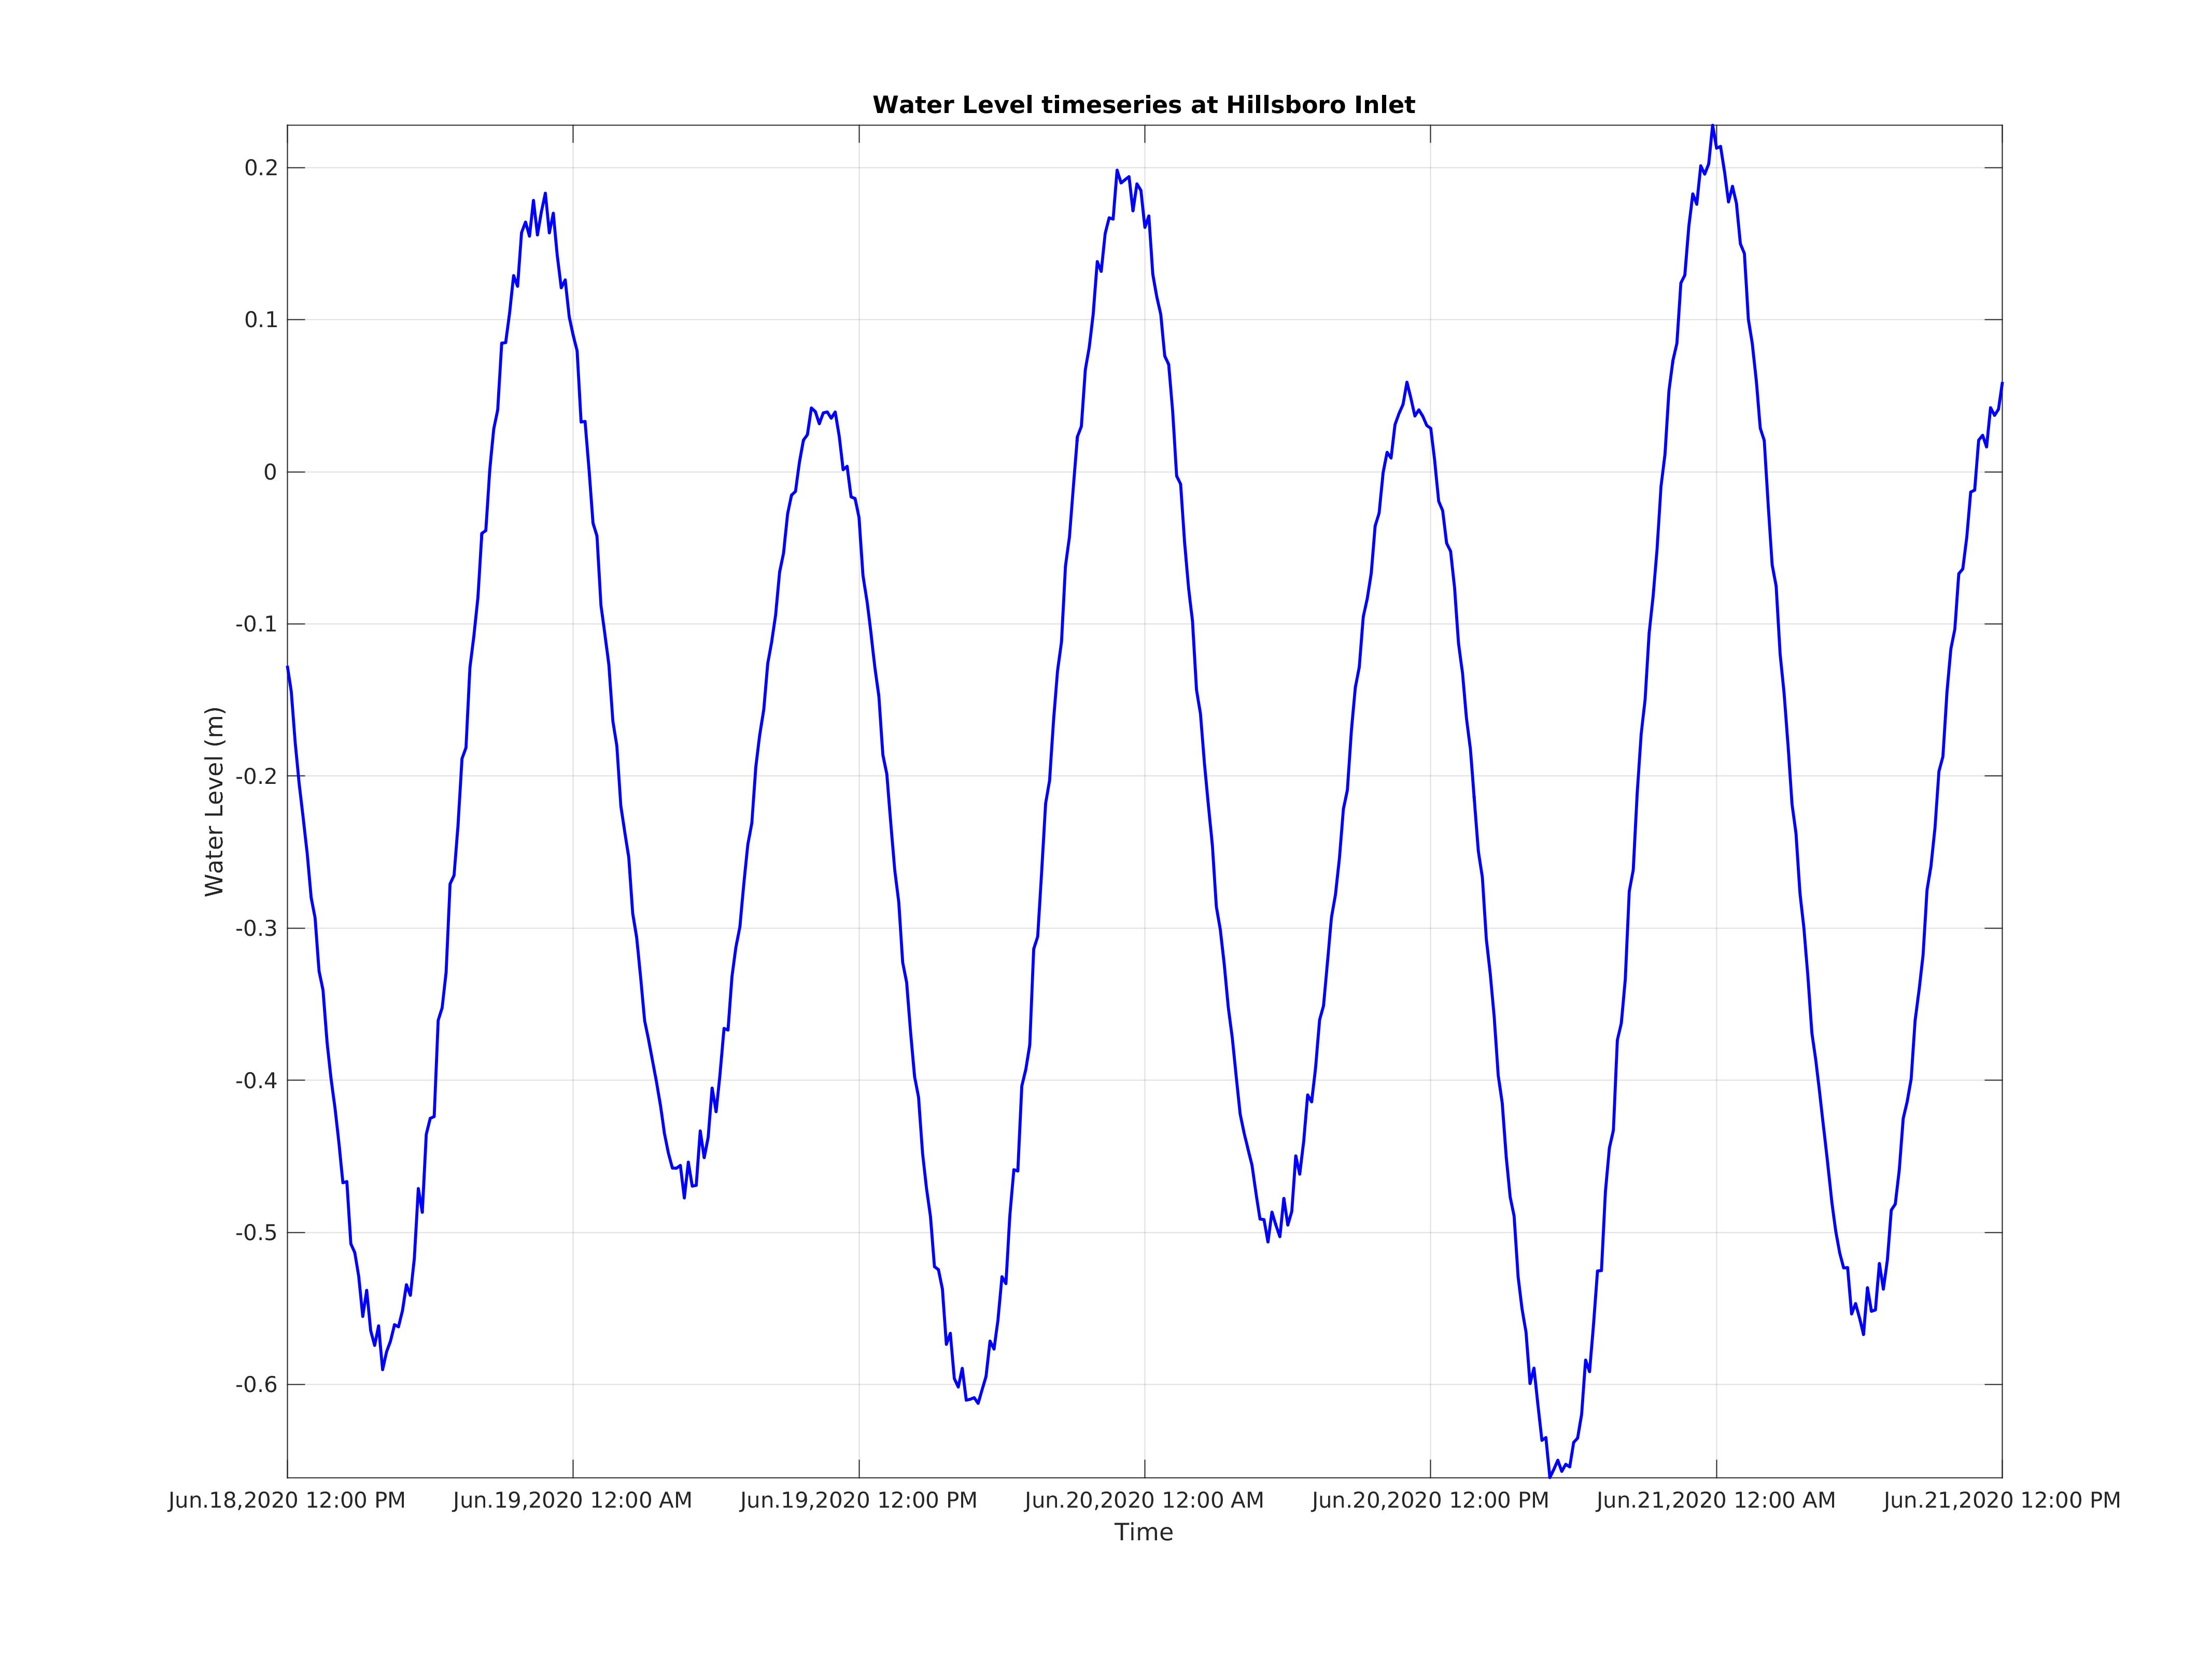 Water Level timeseries at Hillsboro Inlet
0.2
0.1
0
-0.1
-0.2
-0.3
-0.4
-0.5
-0.6
Water Level (m)
Jun.18,2020 12:00 PM Jun.19,2020 12:00 AM Jun.19,2020 12:00 PM Jun.20,2020 12:00 AM Jun.20,2020 12:00 PM Jun.21,2020 12:00 AM Jun.21,2020 12:00 PM
Time